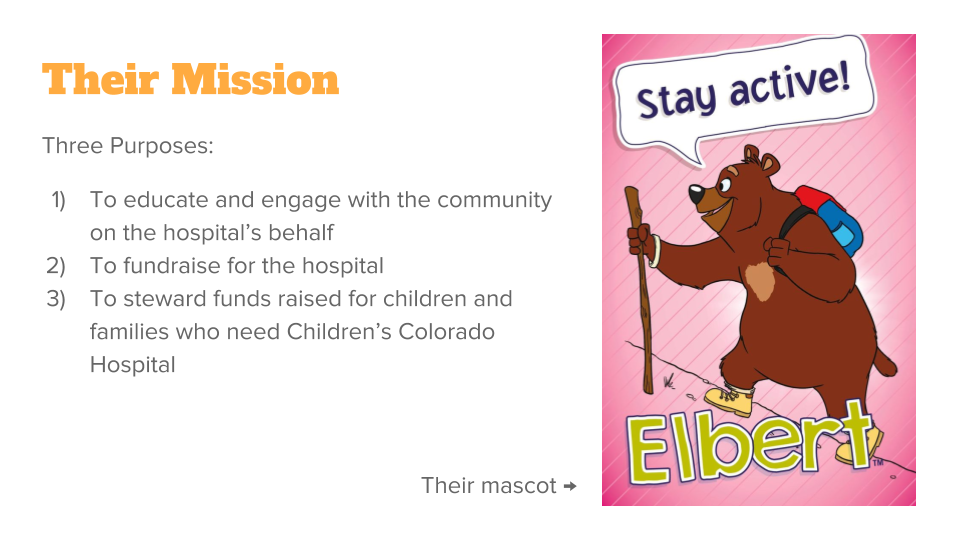 Their Mission
Three Purposes:
1) To educate and engage with the community
on the hospital’s behalf
2) To fundraise for the hospital
3) To steward funds raised for children and
families who need Children’s Colorado
Hospital
Their mascot →
Stay active!
Elbert™